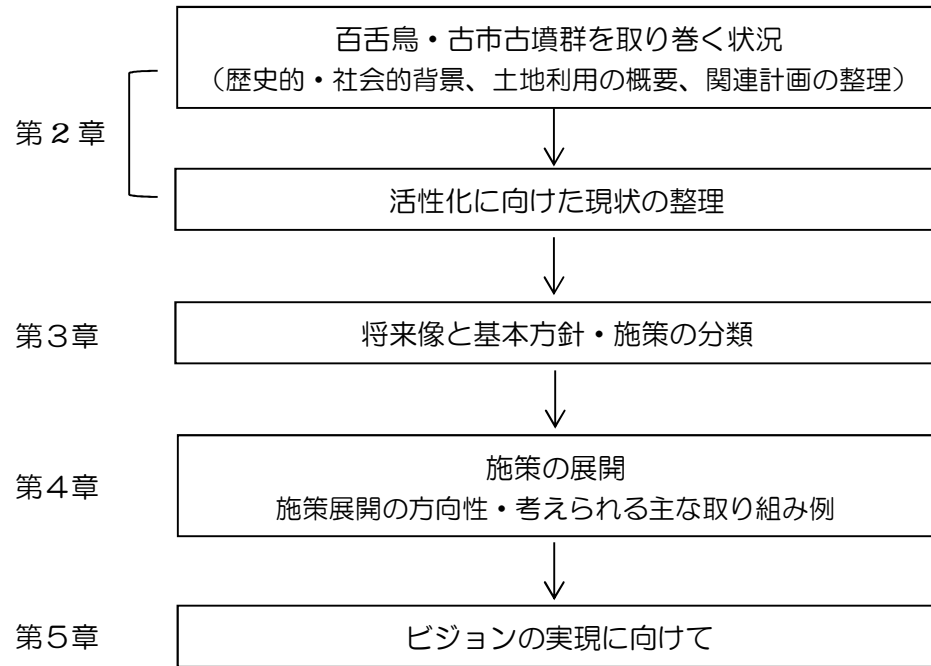 百舌鳥・古市古墳群を取り巻く状況
（歴史的・社会的背景、土地利用の概要、関連計画の整理）
第２章
活性化に向けた現状の整理
第３章
将来像と基本方針・施策の分類
第４章
施策の展開
施策展開の方向性・考えられる主な取り組み例
第５章
ビジョンの実現に向けて